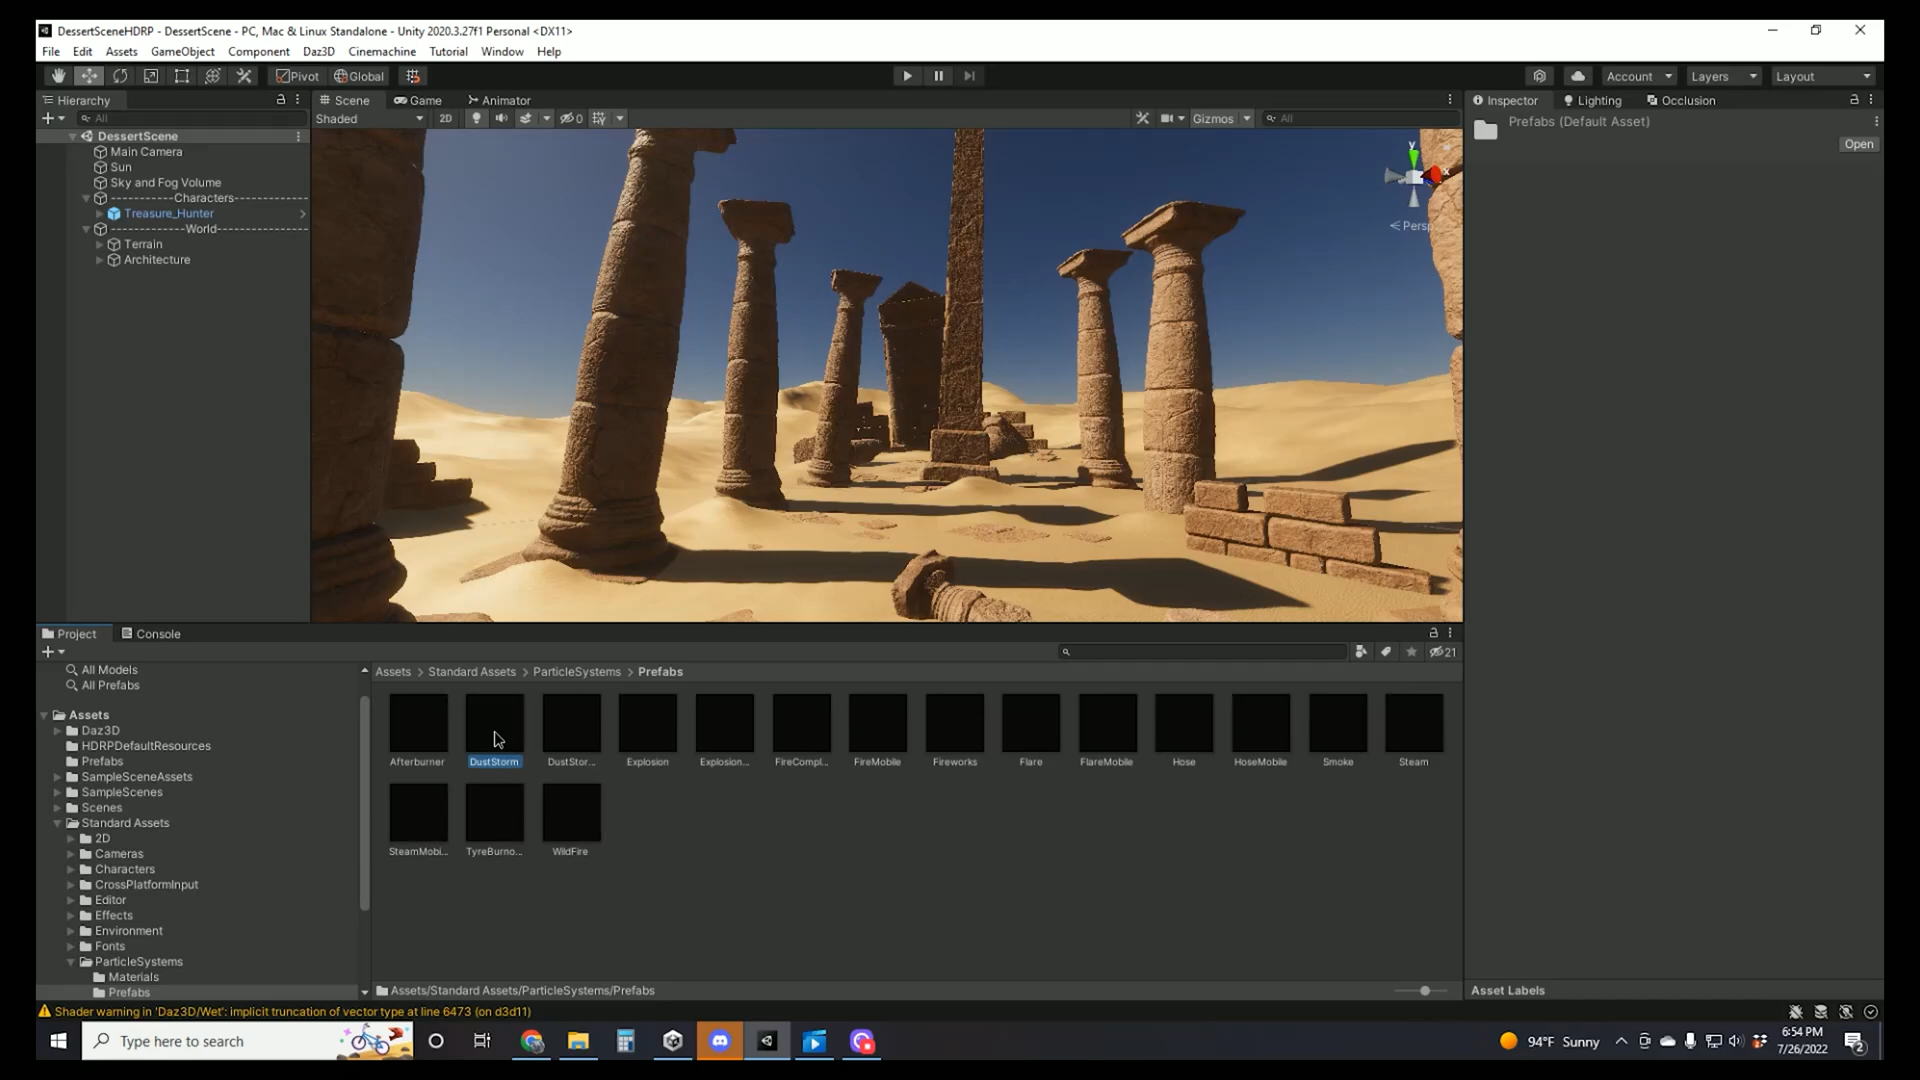 DessertSceneHDRP - DessertScene - PC, Mac & Linux Standalone - Unity 2020.3.27f1 Personal <DX11>
File Edit Assets GameObject Component Daz3D Cinemachine Tutorial Window Help
Pivot Global Account Layers Layout
Hierarchy Scene Game Animator Inspector Lighting Occlusion
All Shaded 2D 0 Gizmos All
Prefabs (Default Asset)
Open
DessertScene
Main Camera
Sun
Sky and Fog Volume
------------Characters------------
Treasure_Hunter
--------------World--------------
Terrain
Architecture
y
x
Persp
Project Console
21
All Models
All Prefabs
Assets > Standard Assets > ParticleSystems > Prefabs
Assets
Daz3D
HDRPDefaultResources
Prefabs
SampleSceneAssets
SampleScenes
Scenes
Standard Assets
2D
Cameras
Characters
CrossPlatformInput
Editor
Effects
Environment
Fonts
ParticleSystems
Materials
Prefabs
Afterburner DustStorm DustStor... Explosion Explosion... FireCompl... FireMobile Fireworks Flare FlareMobile Hose HoseMobile Smoke Steam
SteamMobi... TyreBurno... WildFire
Assets/Standard Assets/ParticleSystems/Prefabs
Asset Labels
Shader warning in 'Daz3D/Wet': implicit truncation of vector type at line 6473 (on d3d11)
Type here to search
94°F Sunny
6:54 PM
7/26/2022
2